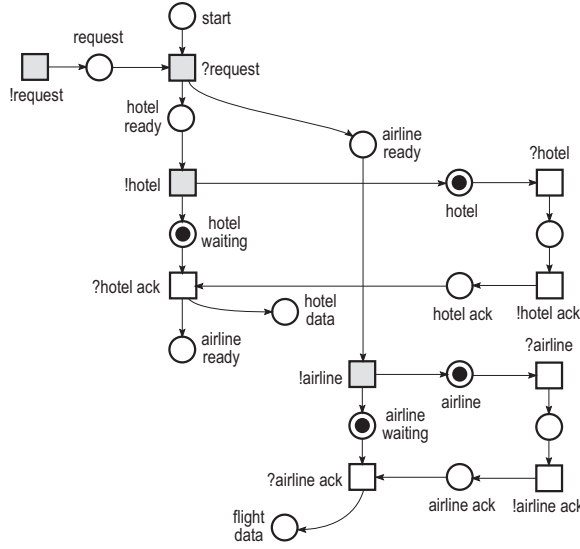 start
request
?request
!request
hotel
ready
airline
ready
?hotel
!hotel
hotel
hotel
waiting
?hotel ack
hotel
data
hotel ack
!hotel ack
airline
ready
?airline
!airline
airline
airline
waiting
?airline ack
airline ack
!airline ack
flight
data